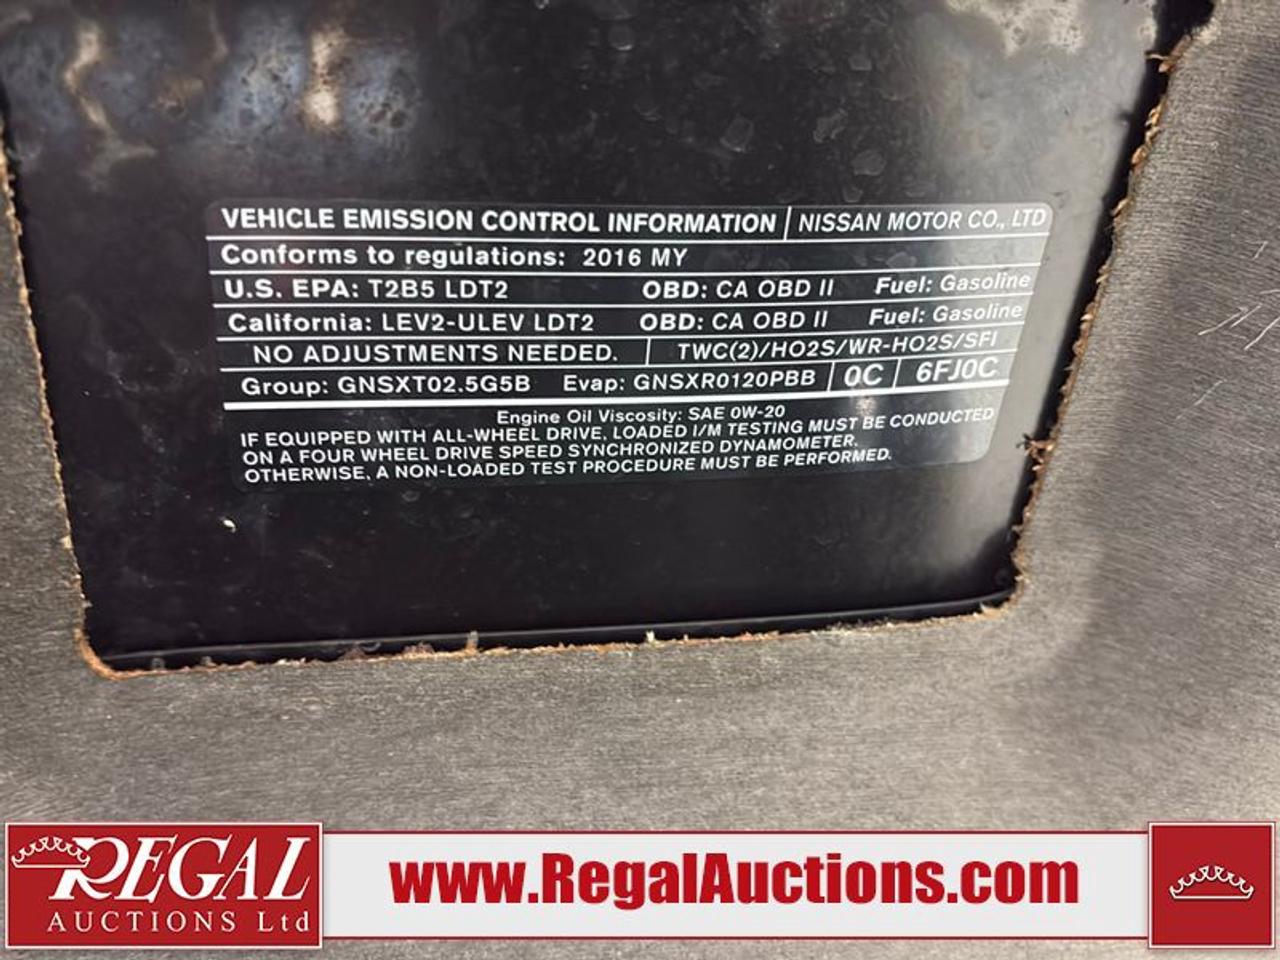 VEHICLE EMISSION CONTROL INFORMATION NISSAN MOTOR CO., LTD
Conforms to regulations: 2016 MY
U.S. EPA: T2B5 LDT2 OBD: CA OBD II Fuel: Gasoline
California: LEV2-ULEV LDT2 OBD: CA OBD II Fuel: Gasoline
NO ADJUSTMENTS NEEDED. TWC(2)/HO2S/WR-HO2S/SFI
Group: GNSXT02.5G5B Evap: GNSXR0120PBB 0C 6FJ0C
Engine Oil Viscosity: SAE 0W-20
IF EQUIPPED WITH ALL-WHEEL DRIVE, LOADED I/M TESTING MUST BE CONDUCTED
ON A FOUR WHEEL DRIVE SPEED SYNCHRONIZED DYNAMOMETER.
OTHERWISE, A NON-LOADED TEST PROCEDURE MUST BE PERFORMED.
REGAL
AUCTIONS Ltd
www.RegalAuctions.com